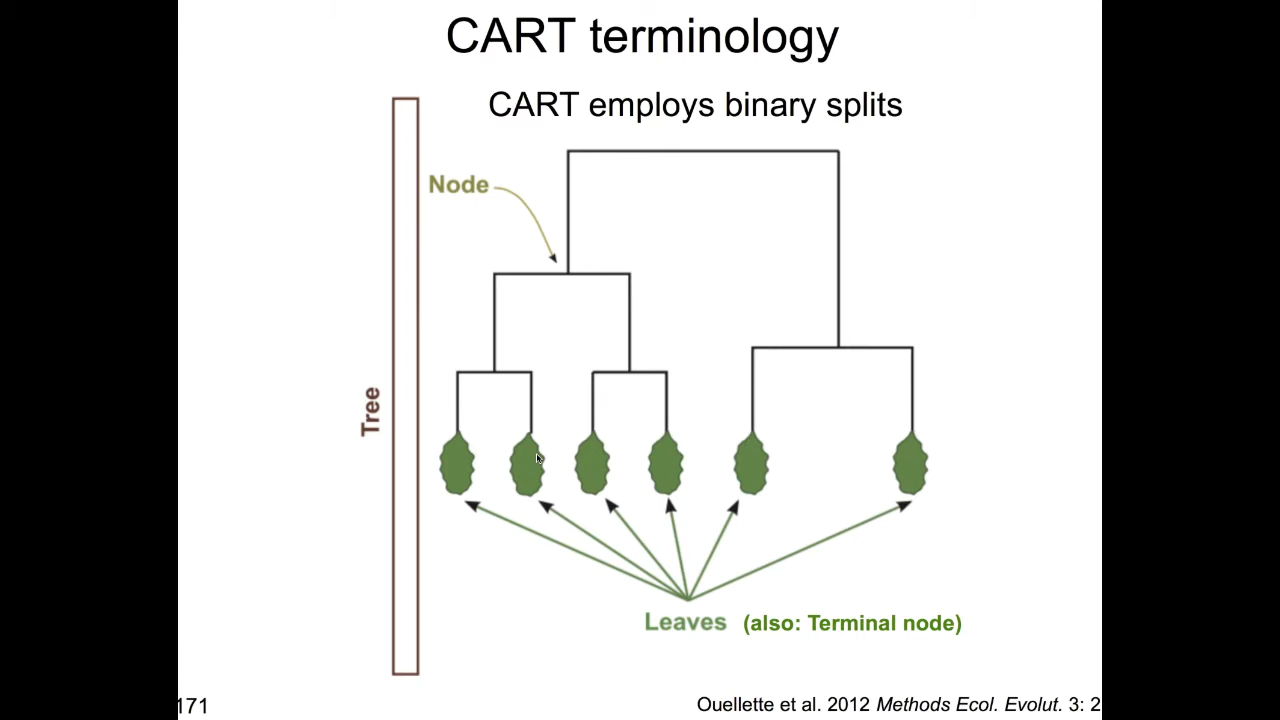 CART terminology
CART employs binary splits
Node
Tree
Leaves (also: Terminal node)
171
Ouellette et al. 2012 Methods Ecol. Evolut. 3: 2